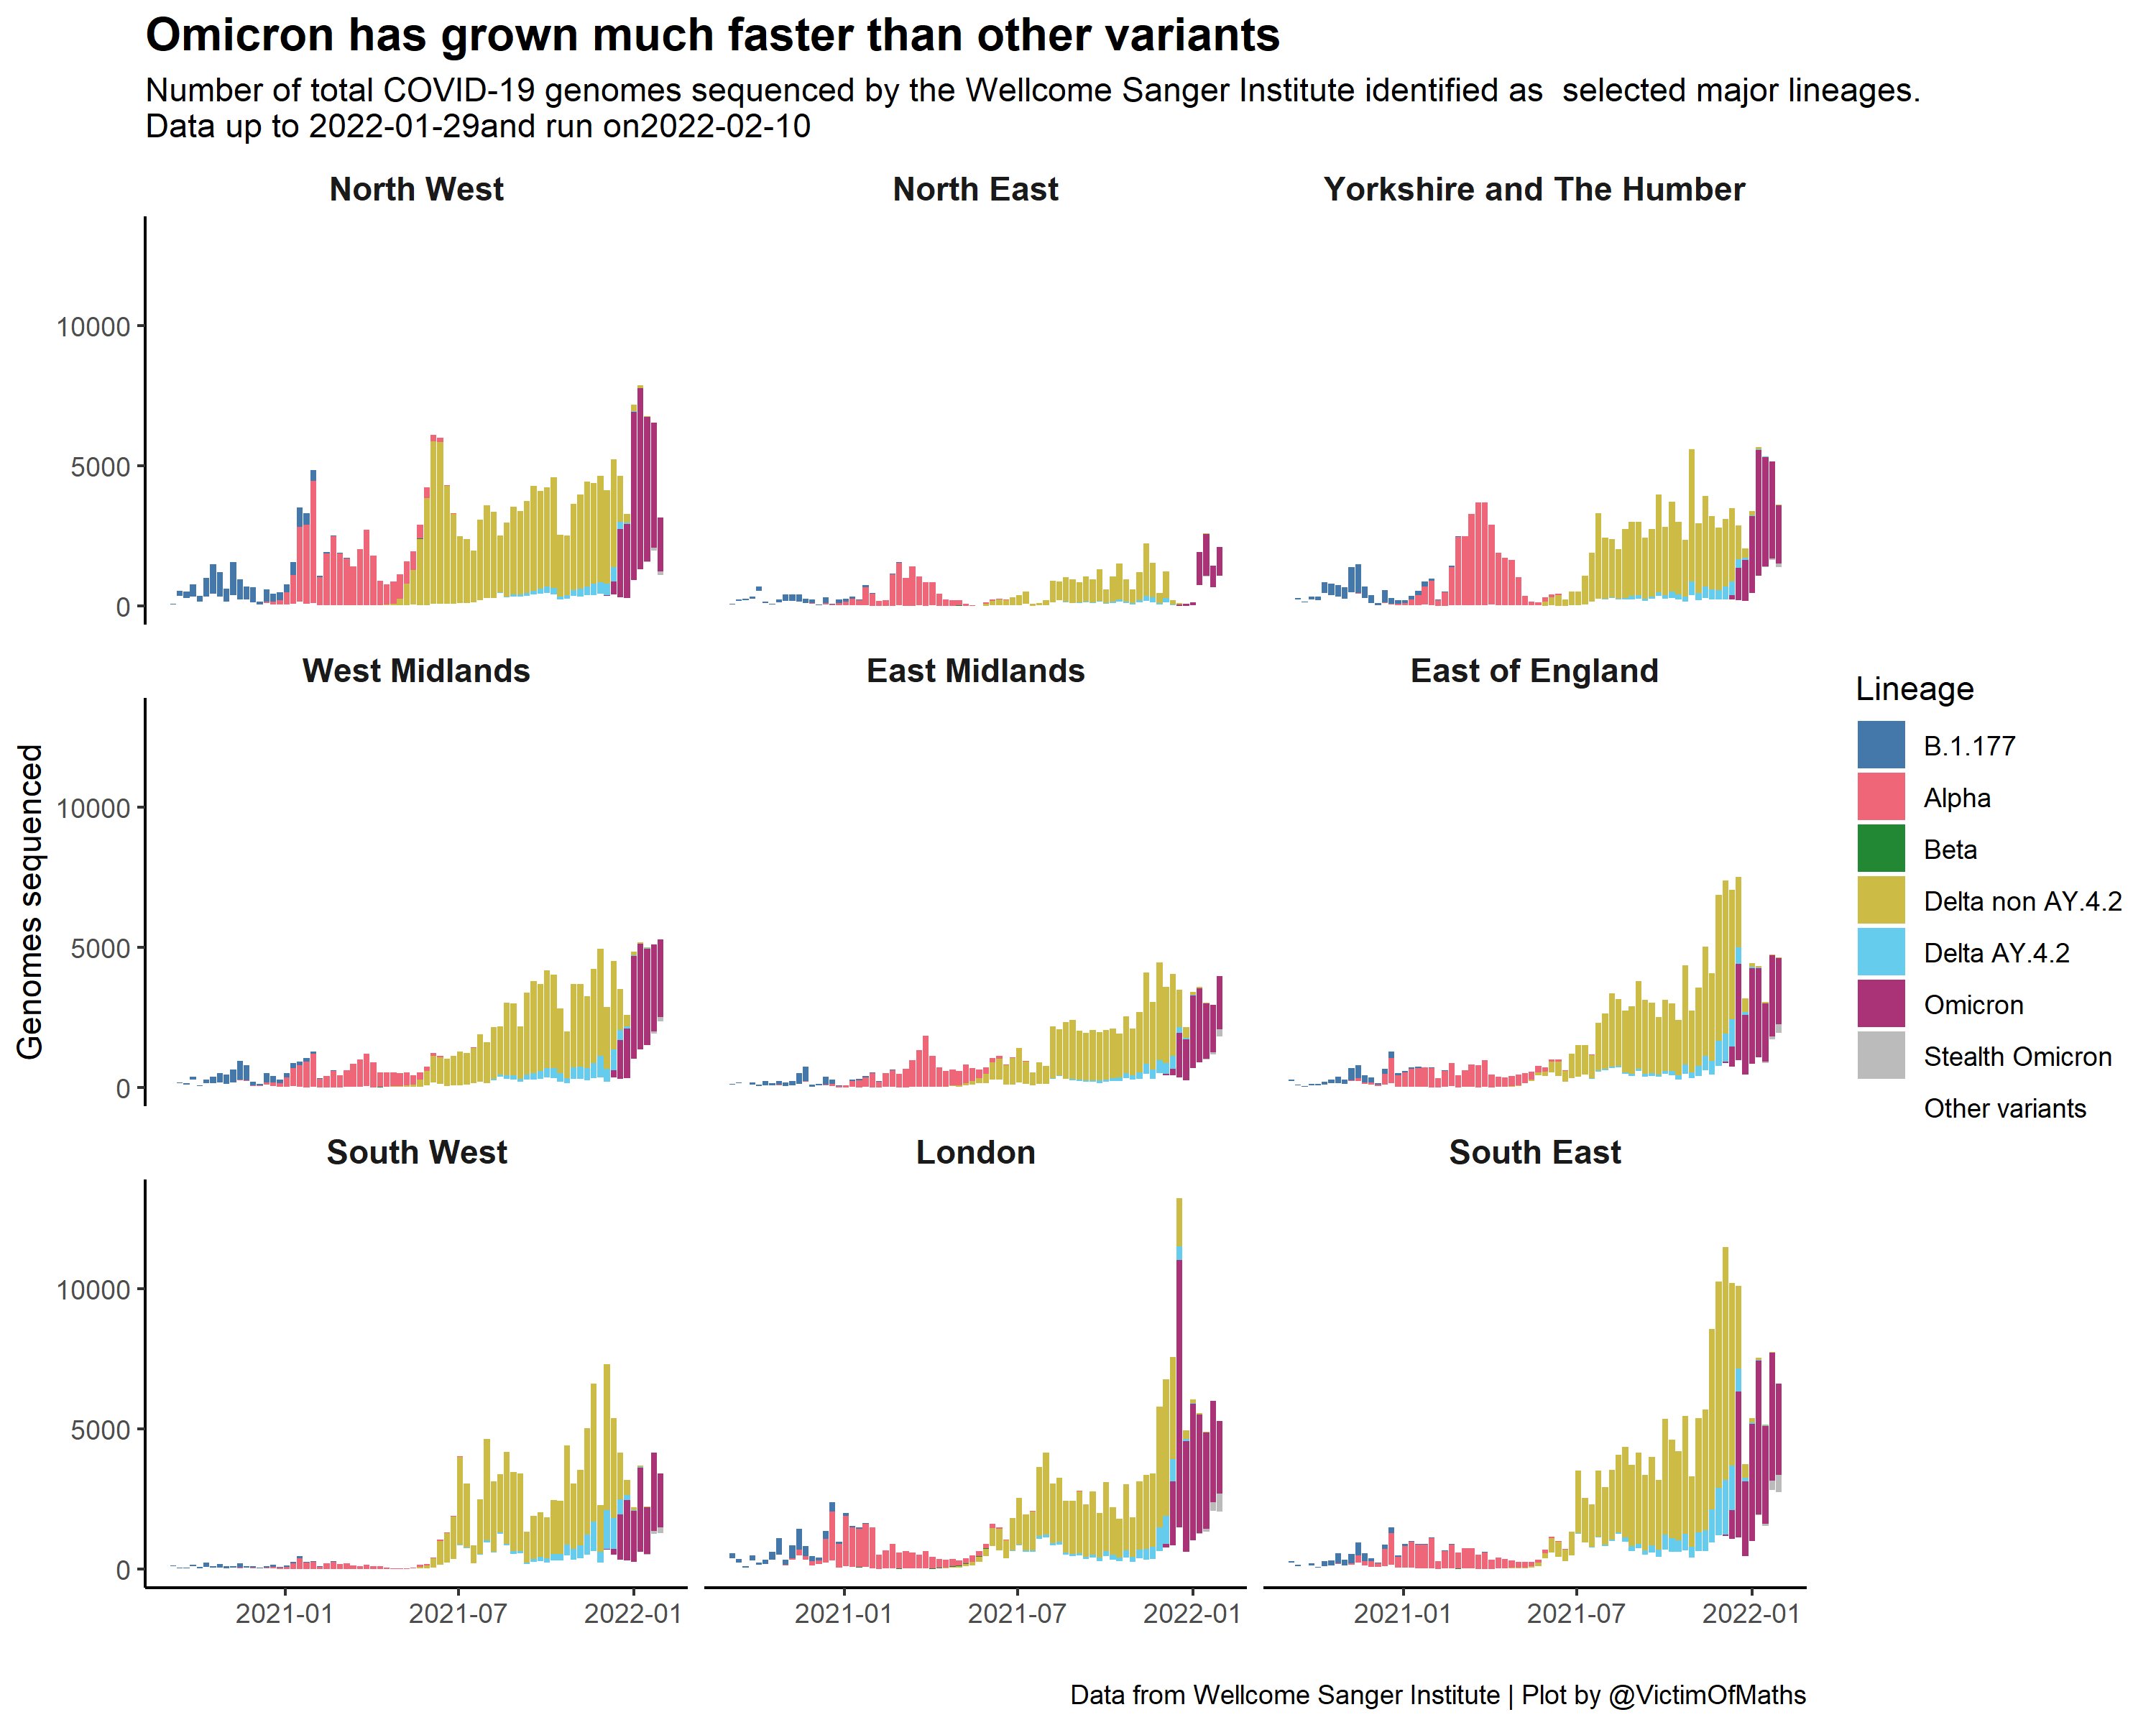 Omicron has grown much faster than other variants
Number of total COVID-19 genomes sequenced by the Wellcome Sanger Institute identified as  selected major lineages.
Data up to 2022-01-29and run on2022-02-10
North West
North East
Yorkshire and The Humber
10000
5000
0
West Midlands
East Midlands
East of England
10000
5000
0
Genomes sequenced
South West
London
South East
10000
5000
0
2021-01
2021-07
2022-01
2021-01
2021-07
2022-01
2021-01
2021-07
2022-01
Lineage
B.1.177
Alpha
Beta
Delta non AY.4.2
Delta AY.4.2
Omicron
Stealth Omicron
Other variants
Data from Wellcome Sanger Institute | Plot by @VictimOfMaths